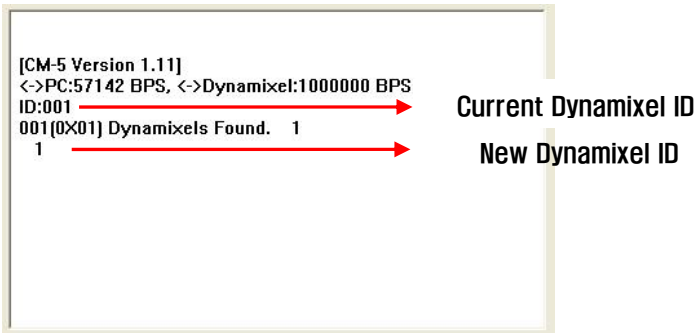 [CM-5 Version 1.11]
<->PC:57142 BPS, <->Dynamixel:1000000 BPS
ID:001
Current Dynamixel ID
001(0X01) Dynamixels Found. 1
1
New Dynamixel ID